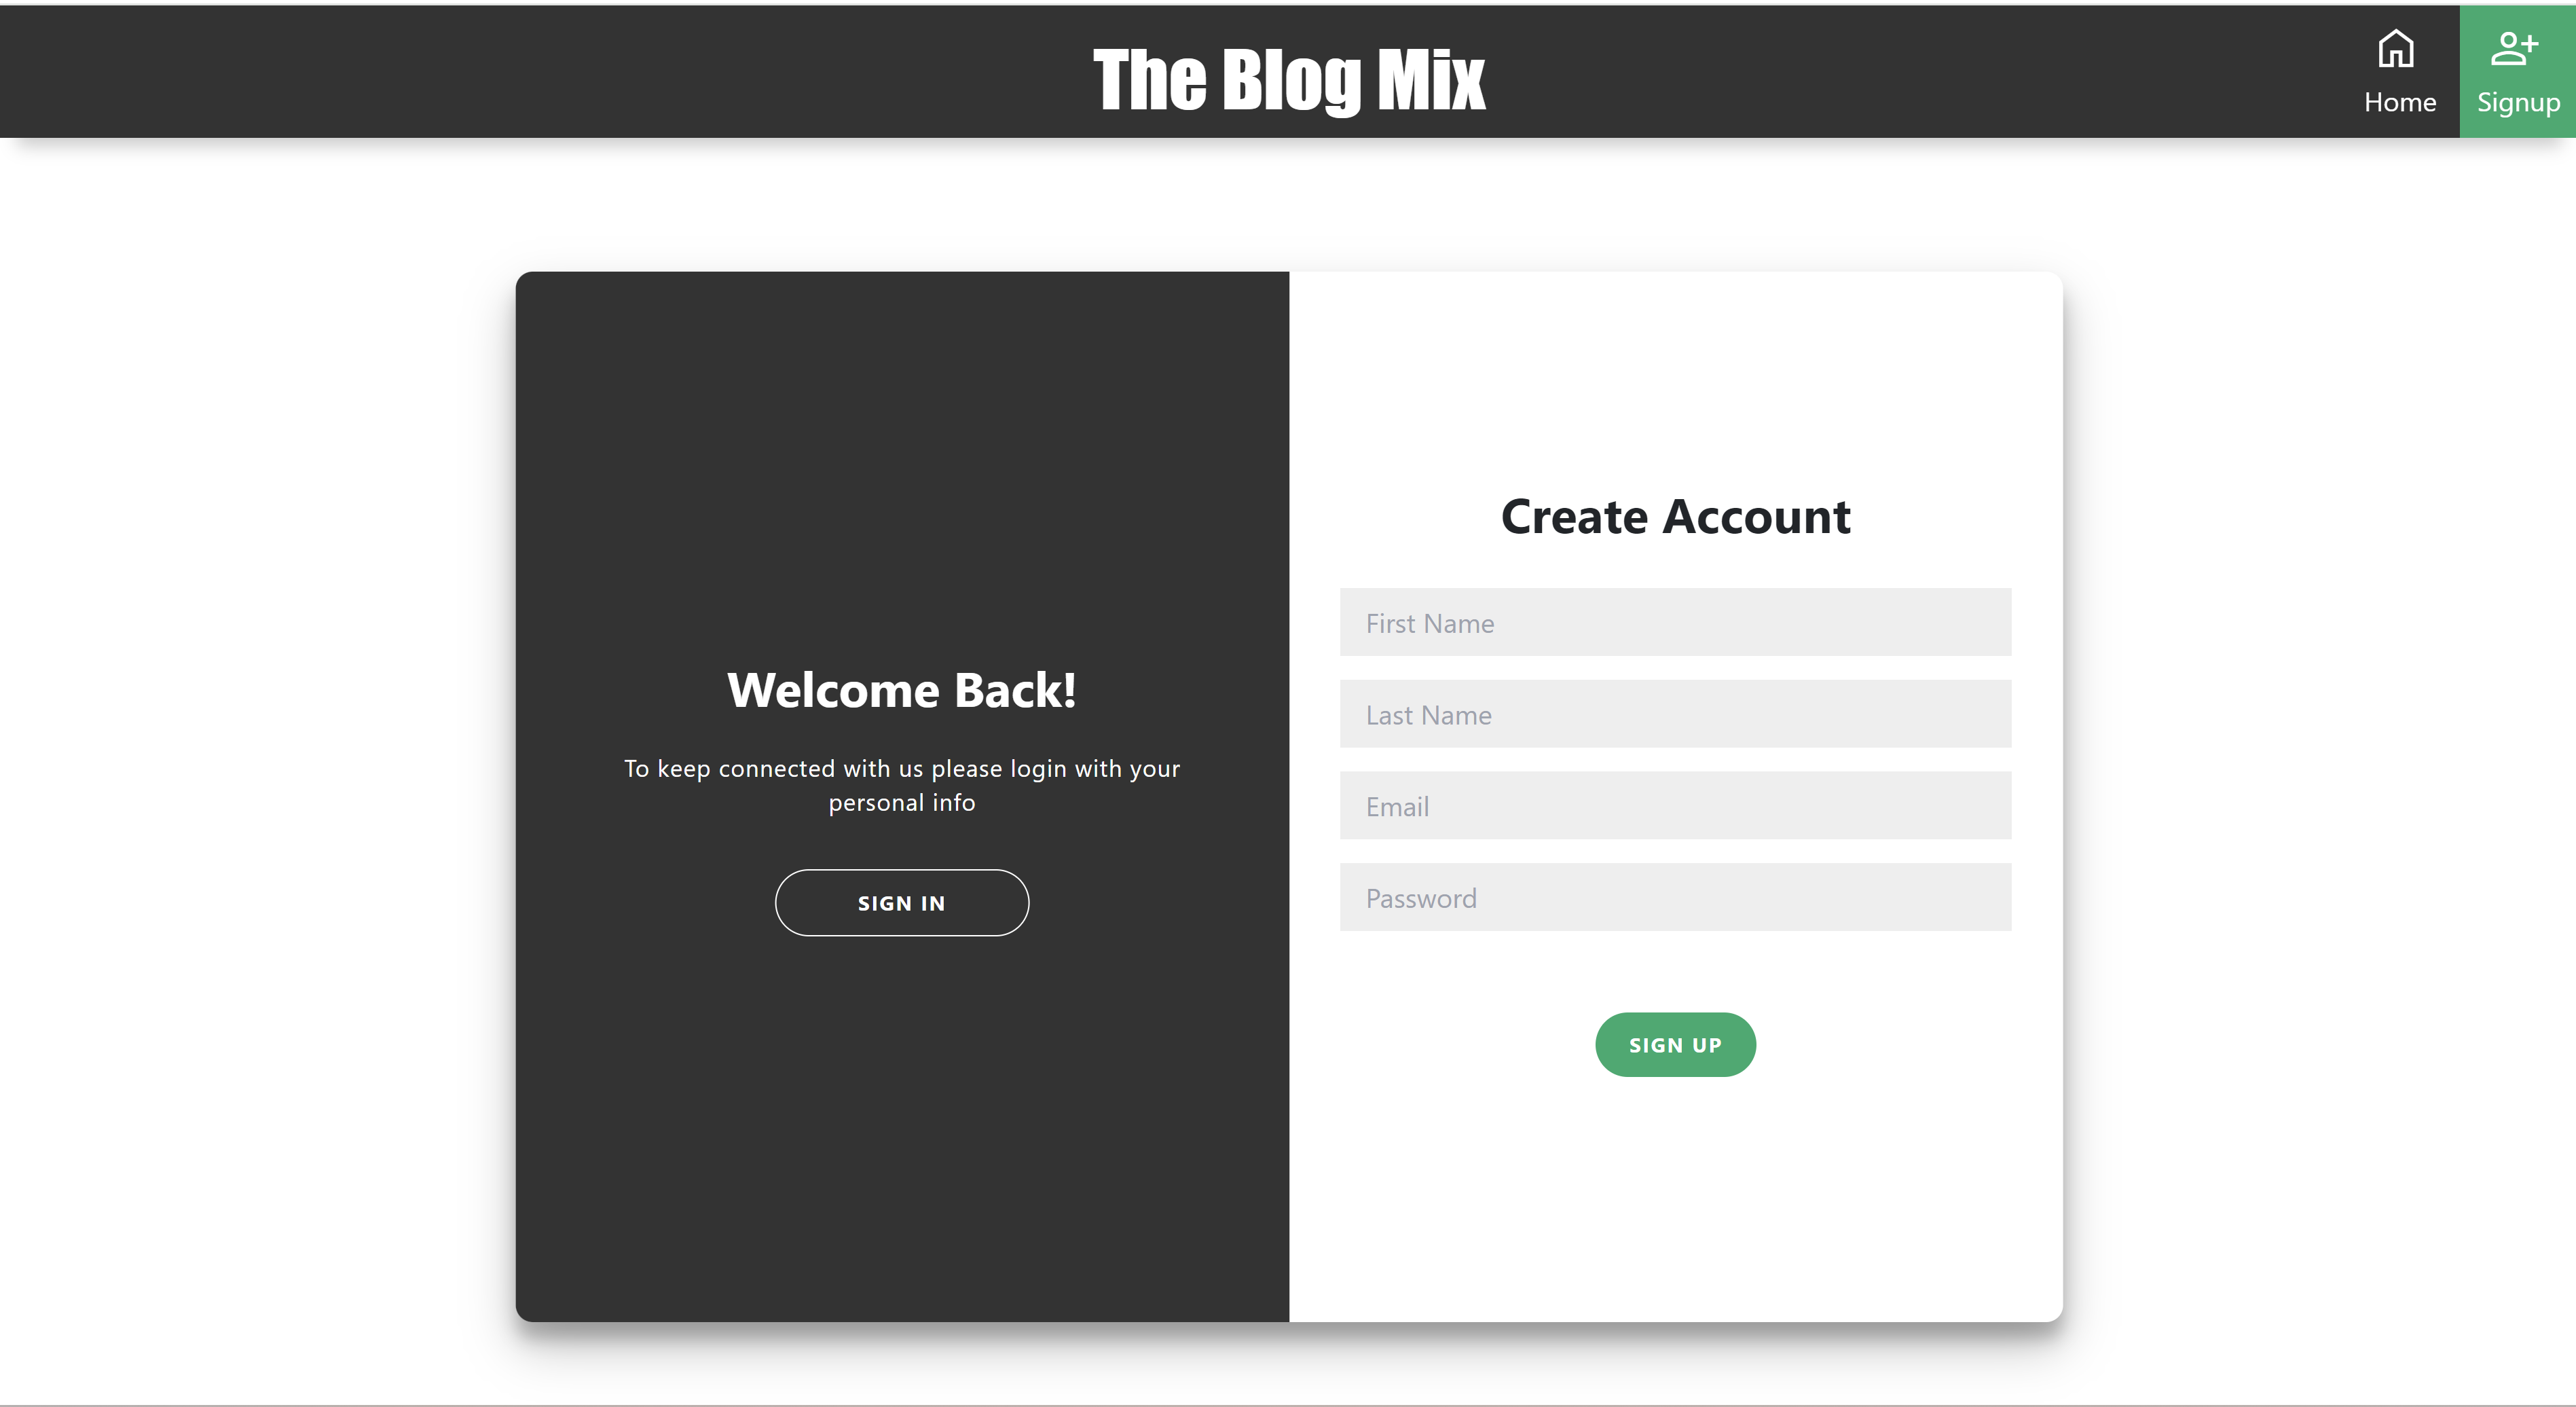 The Blog Mix
Home
Signup
Welcome Back!
To keep connected with us please login with your
personal info
SIGN IN
Create Account
First Name
Last Name
Email
Password
SIGN UP